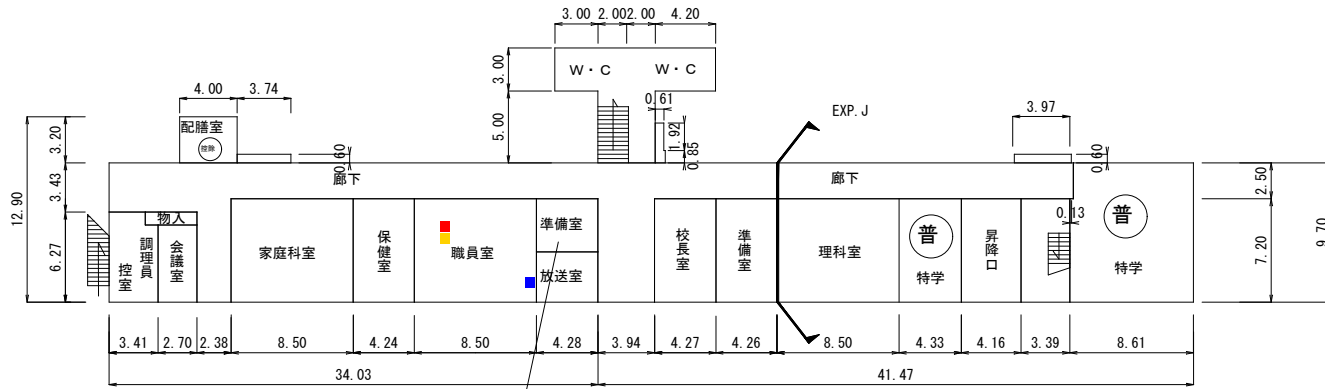 3.00
2.00
2.00
4.20
W・C
W・C
3.00
5.00
0.61
1.92
0.85
4.00
3.74
配膳室
控除
0.60
EXP.J
3.97
0.60
12.90
3.20
3.43
6.27
廊下
廊下
2.50
7.20
9.70
0.13
物入
調理員
控室
会議室
家庭科室
保健室
職員室
準備室
放送室
校長室
準備室
理科室
普
特学
昇降口
普
特学
3.41
2.70
2.38
8.50
4.24
8.50
4.28
3.94
4.27
4.26
8.50
4.33
4.16
3.39
8.61
34.03
41.47